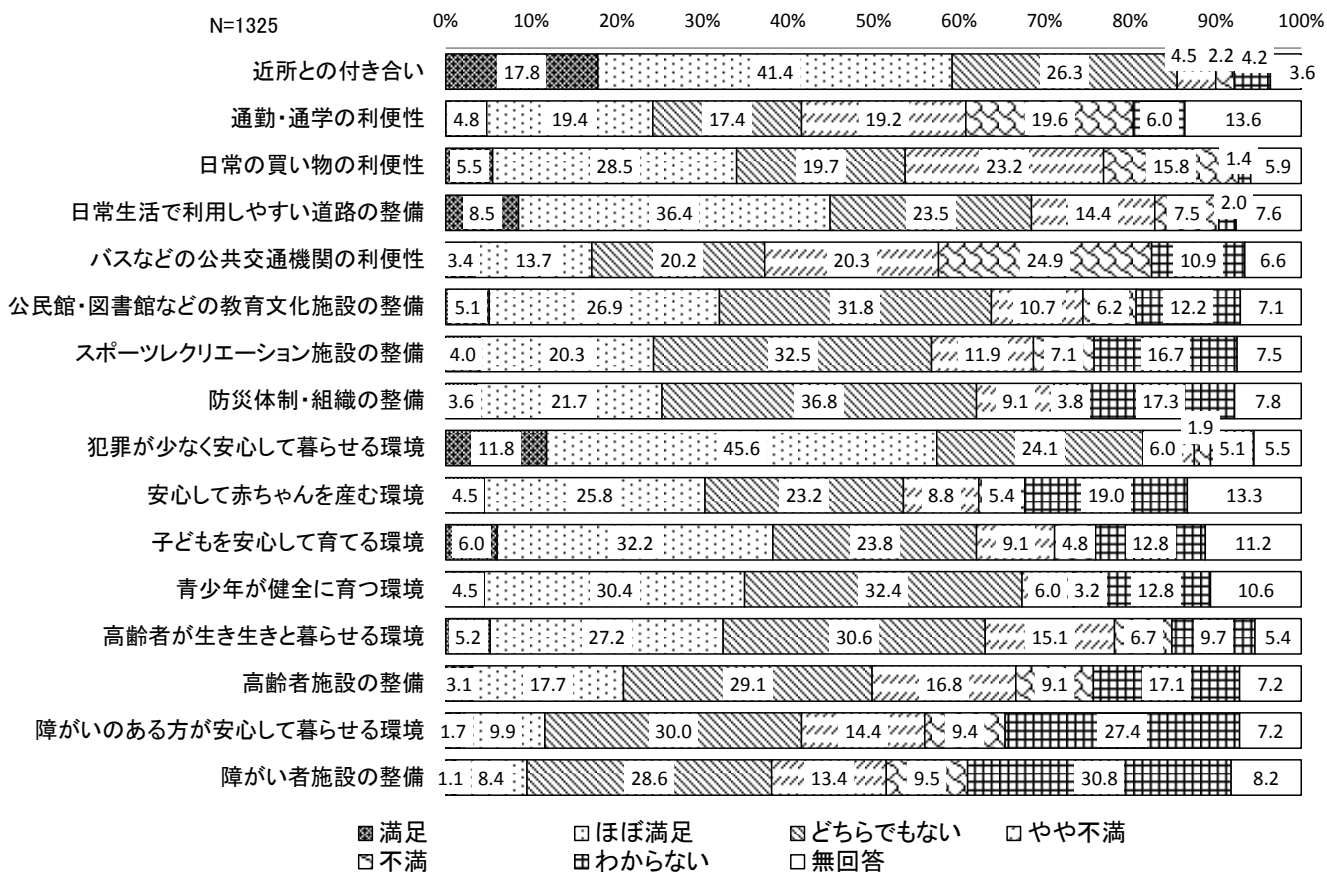 N=1325
0% 10% 20% 30% 40% 50% 60% 70% 80% 90% 100%
近所との付き合い 17.8 41.4 26.3 4.5 2.2 4.2 3.6
通勤・通学の利便性 4.8 19.4 17.4 19.2 19.6 6.0 13.6
日常の買い物の利便性 5.5 28.5 19.7 23.2 15.8 1.4 5.9
日常生活で利用しやすい道路の整備 8.5 36.4 23.5 14.4 7.5 2.0 7.6
バスなどの公共交通機関の利便性 3.4 13.7 20.2 20.3 24.9 10.9 6.6
公民館・図書館などの教育文化施設の整備 5.1 26.9 31.8 10.7 6.2 12.2 7.1
スポーツレクリエーション施設の整備 4.0 20.3 32.5 11.9 7.1 16.7 7.5
防災体制・組織の整備 3.6 21.7 36.8 9.1 3.8 17.3 7.8
犯罪が少なく安心して暮らせる環境 11.8 45.6 24.1 6.0 1.9 5.1 5.5
安心して赤ちゃんを産む環境 4.5 25.8 23.2 8.8 5.4 19.0 13.3
子どもを安心して育てる環境 6.0 32.2 23.8 9.1 4.8 12.8 11.2
青少年が健全に育つ環境 4.5 30.4 32.4 6.0 3.2 12.8 10.6
高齢者が生き生きと暮らせる環境 5.2 27.2 30.6 15.1 6.7 9.7 5.4
高齢者施設の整備 3.1 17.7 29.1 16.8 9.1 17.1 7.2
障がいのある方が安心して暮らせる環境 1.7 9.9 30.0 14.4 9.4 27.4 7.2
障がい者施設の整備 1.1 8.4 28.6 13.4 9.5 30.8 8.2
満足 ほぼ満足 どちらでもない やや不満
不満 わからない 無回答